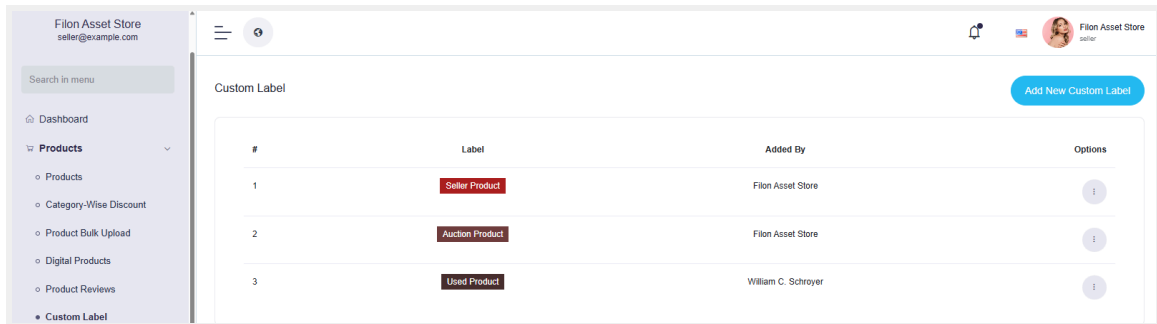 Filon Asset Store
seller@example.com
Search in menu
Dashboard
Products
Products
Category-Wise Discount
Product Bulk Upload
Digital Products
Product Reviews
Custom Label
Filon Asset Store
seller
Custom Label
Add New Custom Label
# Label Added By Options
1 Seller Product Filon Asset Store
2 Auction Product Filon Asset Store
3 Used Product William C. Schroyer